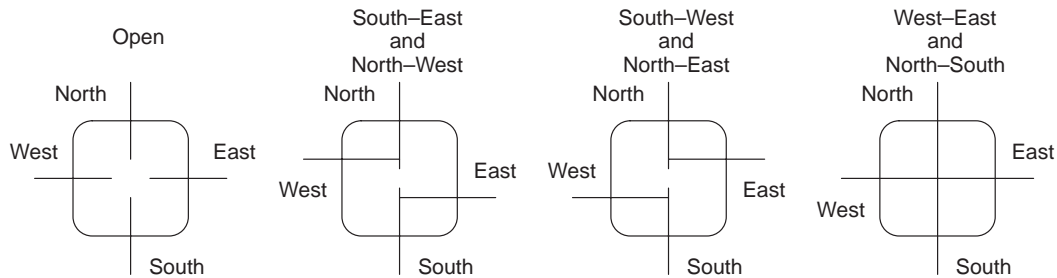 Open
North
West
East
South
South–East
and
North–West
North
West
East
South
South–West
and
North–East
North
West
East
South
West–East
and
North–South
North
East
West
South